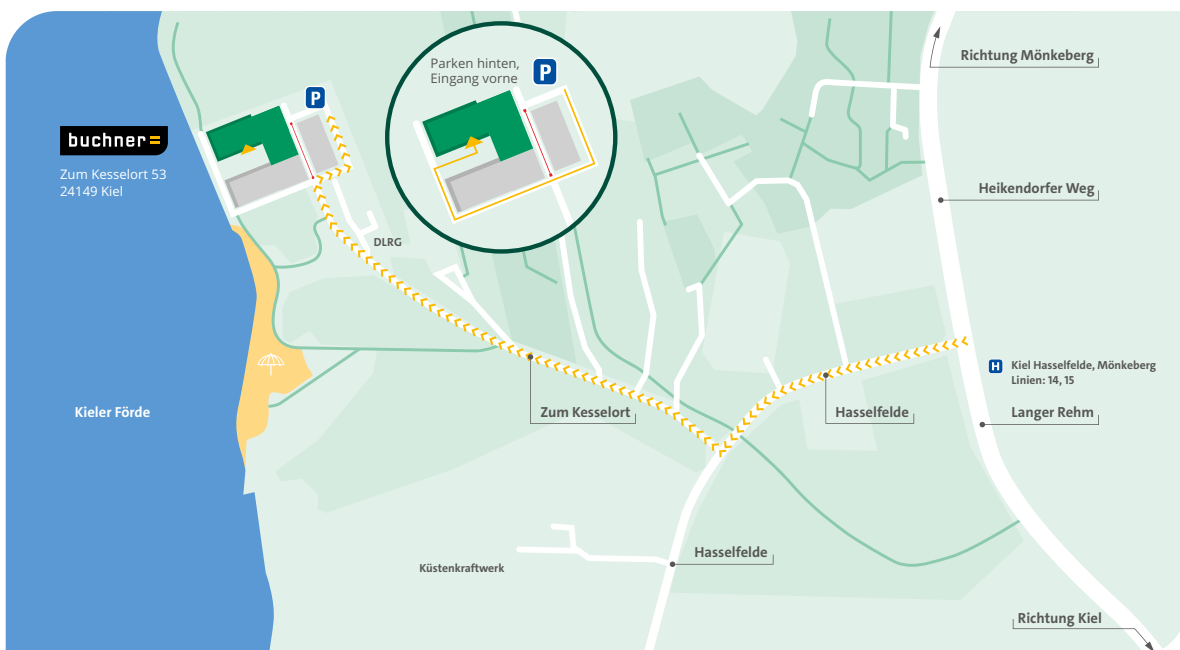 Richtung Mönkeberg
Parken hinten,
Eingang vorne
P
P
buchner=
Zum Kesselort 53
24149 Kiel
Heikendorfer Weg
DLRG
H
Kiel Hasselfelde, Mönkeberg
Linien: 14, 15
Kieler Förde
Zum Kesselort
Hasselfelde
Langer Rehm
Hasselfelde
Küstenkraftwerk
Richtung Kiel